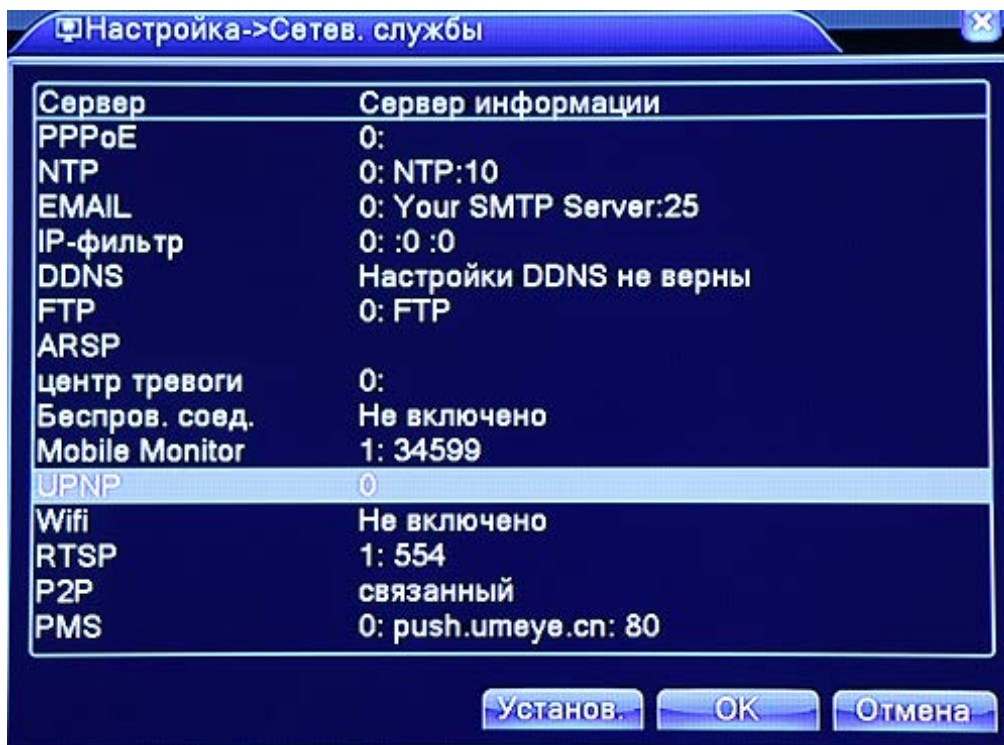 Настройка->Сетев. службы
Сервер Сервер информации
PPPoE 0:
NTP 0: NTP:10
EMAIL 0: Your SMTP Server:25
IP-фильтр 0: :0 :0
DDNS Настройки DDNS не верны
FTP 0: FTP
ARSP
центр тревоги 0:
Беспров. соед. Не включено
Mobile Monitor 1: 34599
UPNP 0
Wifi Не включено
RTSP 1: 554
P2P связанный
PMS 0: push.umeye.cn: 80
Установ. OK Отмена